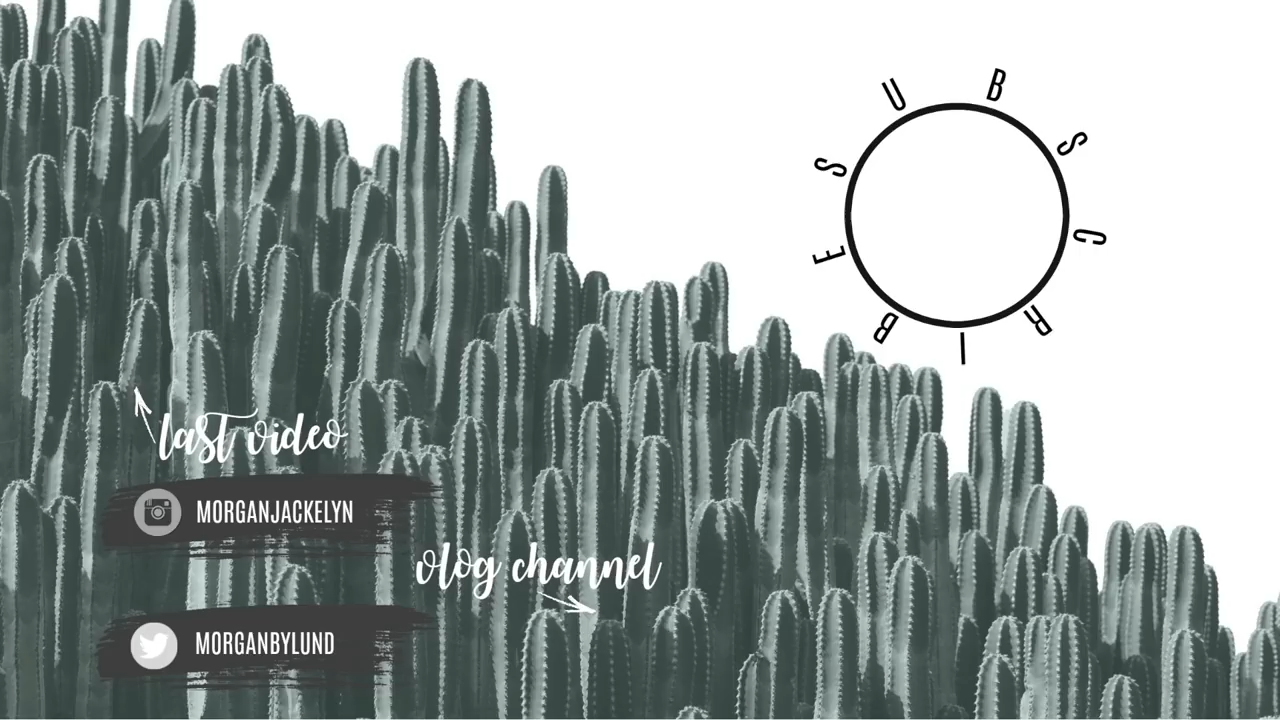 SUBSCRIBE
last video
MORGANJACKELYN
vlog channel
MORGANBYLUND